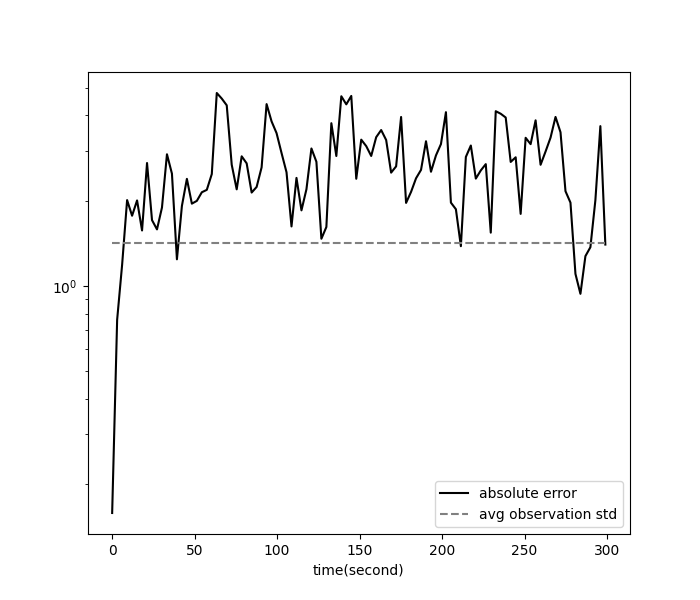 10⁰
0 50 100 150 200 250 300
time(second)
absolute error
avg observation std